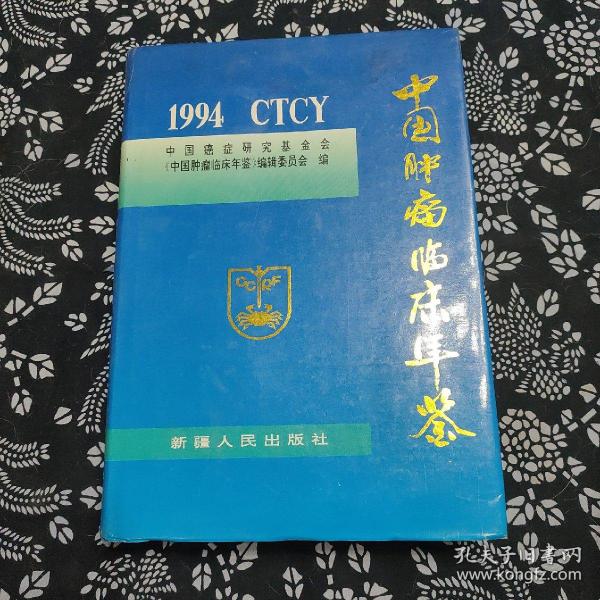 1994 CTCY
中国癌症研究基金会
《中国肿瘤临床年鉴》编辑委员会 编
中国肿瘤临床年鉴
CCRF
新疆人民出版社
孔夫子旧书网
www.kongfz.com